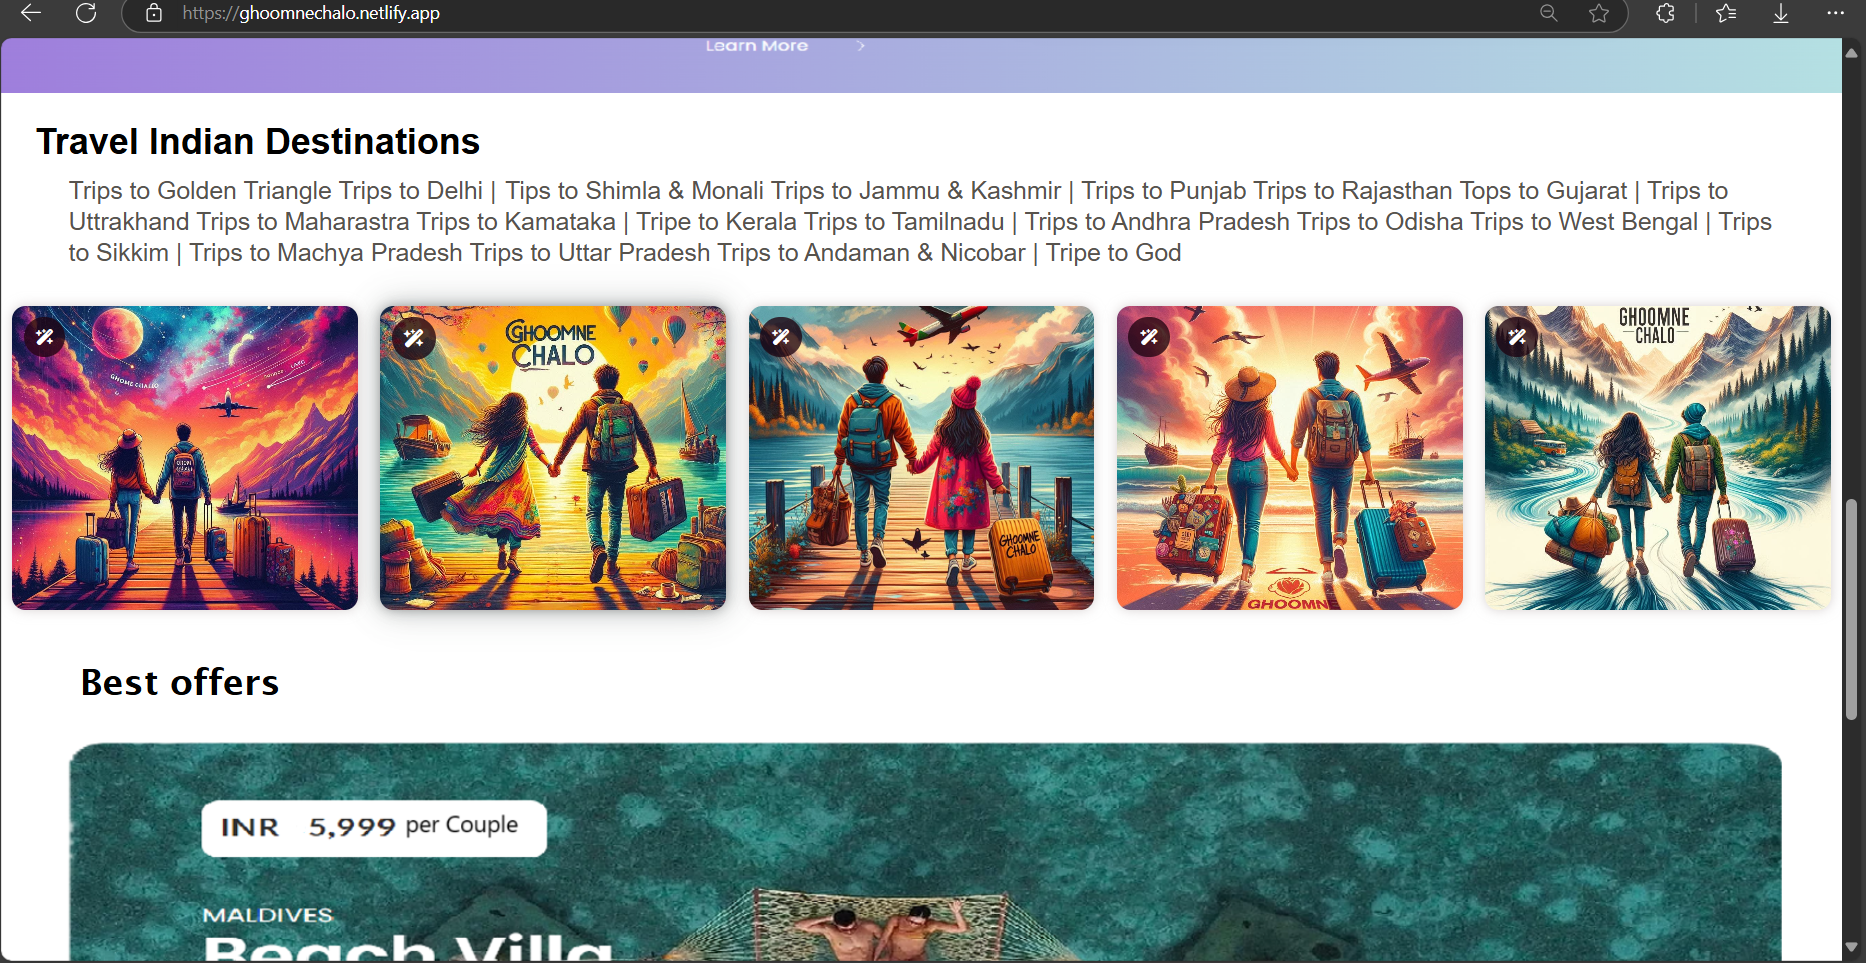 https://ghoomnechalo.netlify.app
Learn More
Travel Indian Destinations
Trips to Golden Triangle Trips to Delhi | Tips to Shimla & Monali Trips to Jammu & Kashmir | Trips to Punjab Trips to Rajasthan Tops to Gujarat | Trips to
Uttrakhand Trips to Maharastra Trips to Kamataka | Tripe to Kerala Trips to Tamilnadu | Trips to Andhra Pradesh Trips to Odisha Trips to West Bengal | Trips
to Sikkim | Trips to Machya Pradesh Trips to Uttar Pradesh Trips to Andaman & Nicobar | Tripe to God
GHOOMNE
CHALO
GHOOMNE
CHALO
GHOOMNE
GHOOMNE
CHALO
Best offers
INR 5,999 per Couple
MALDIVES
Beach Villa